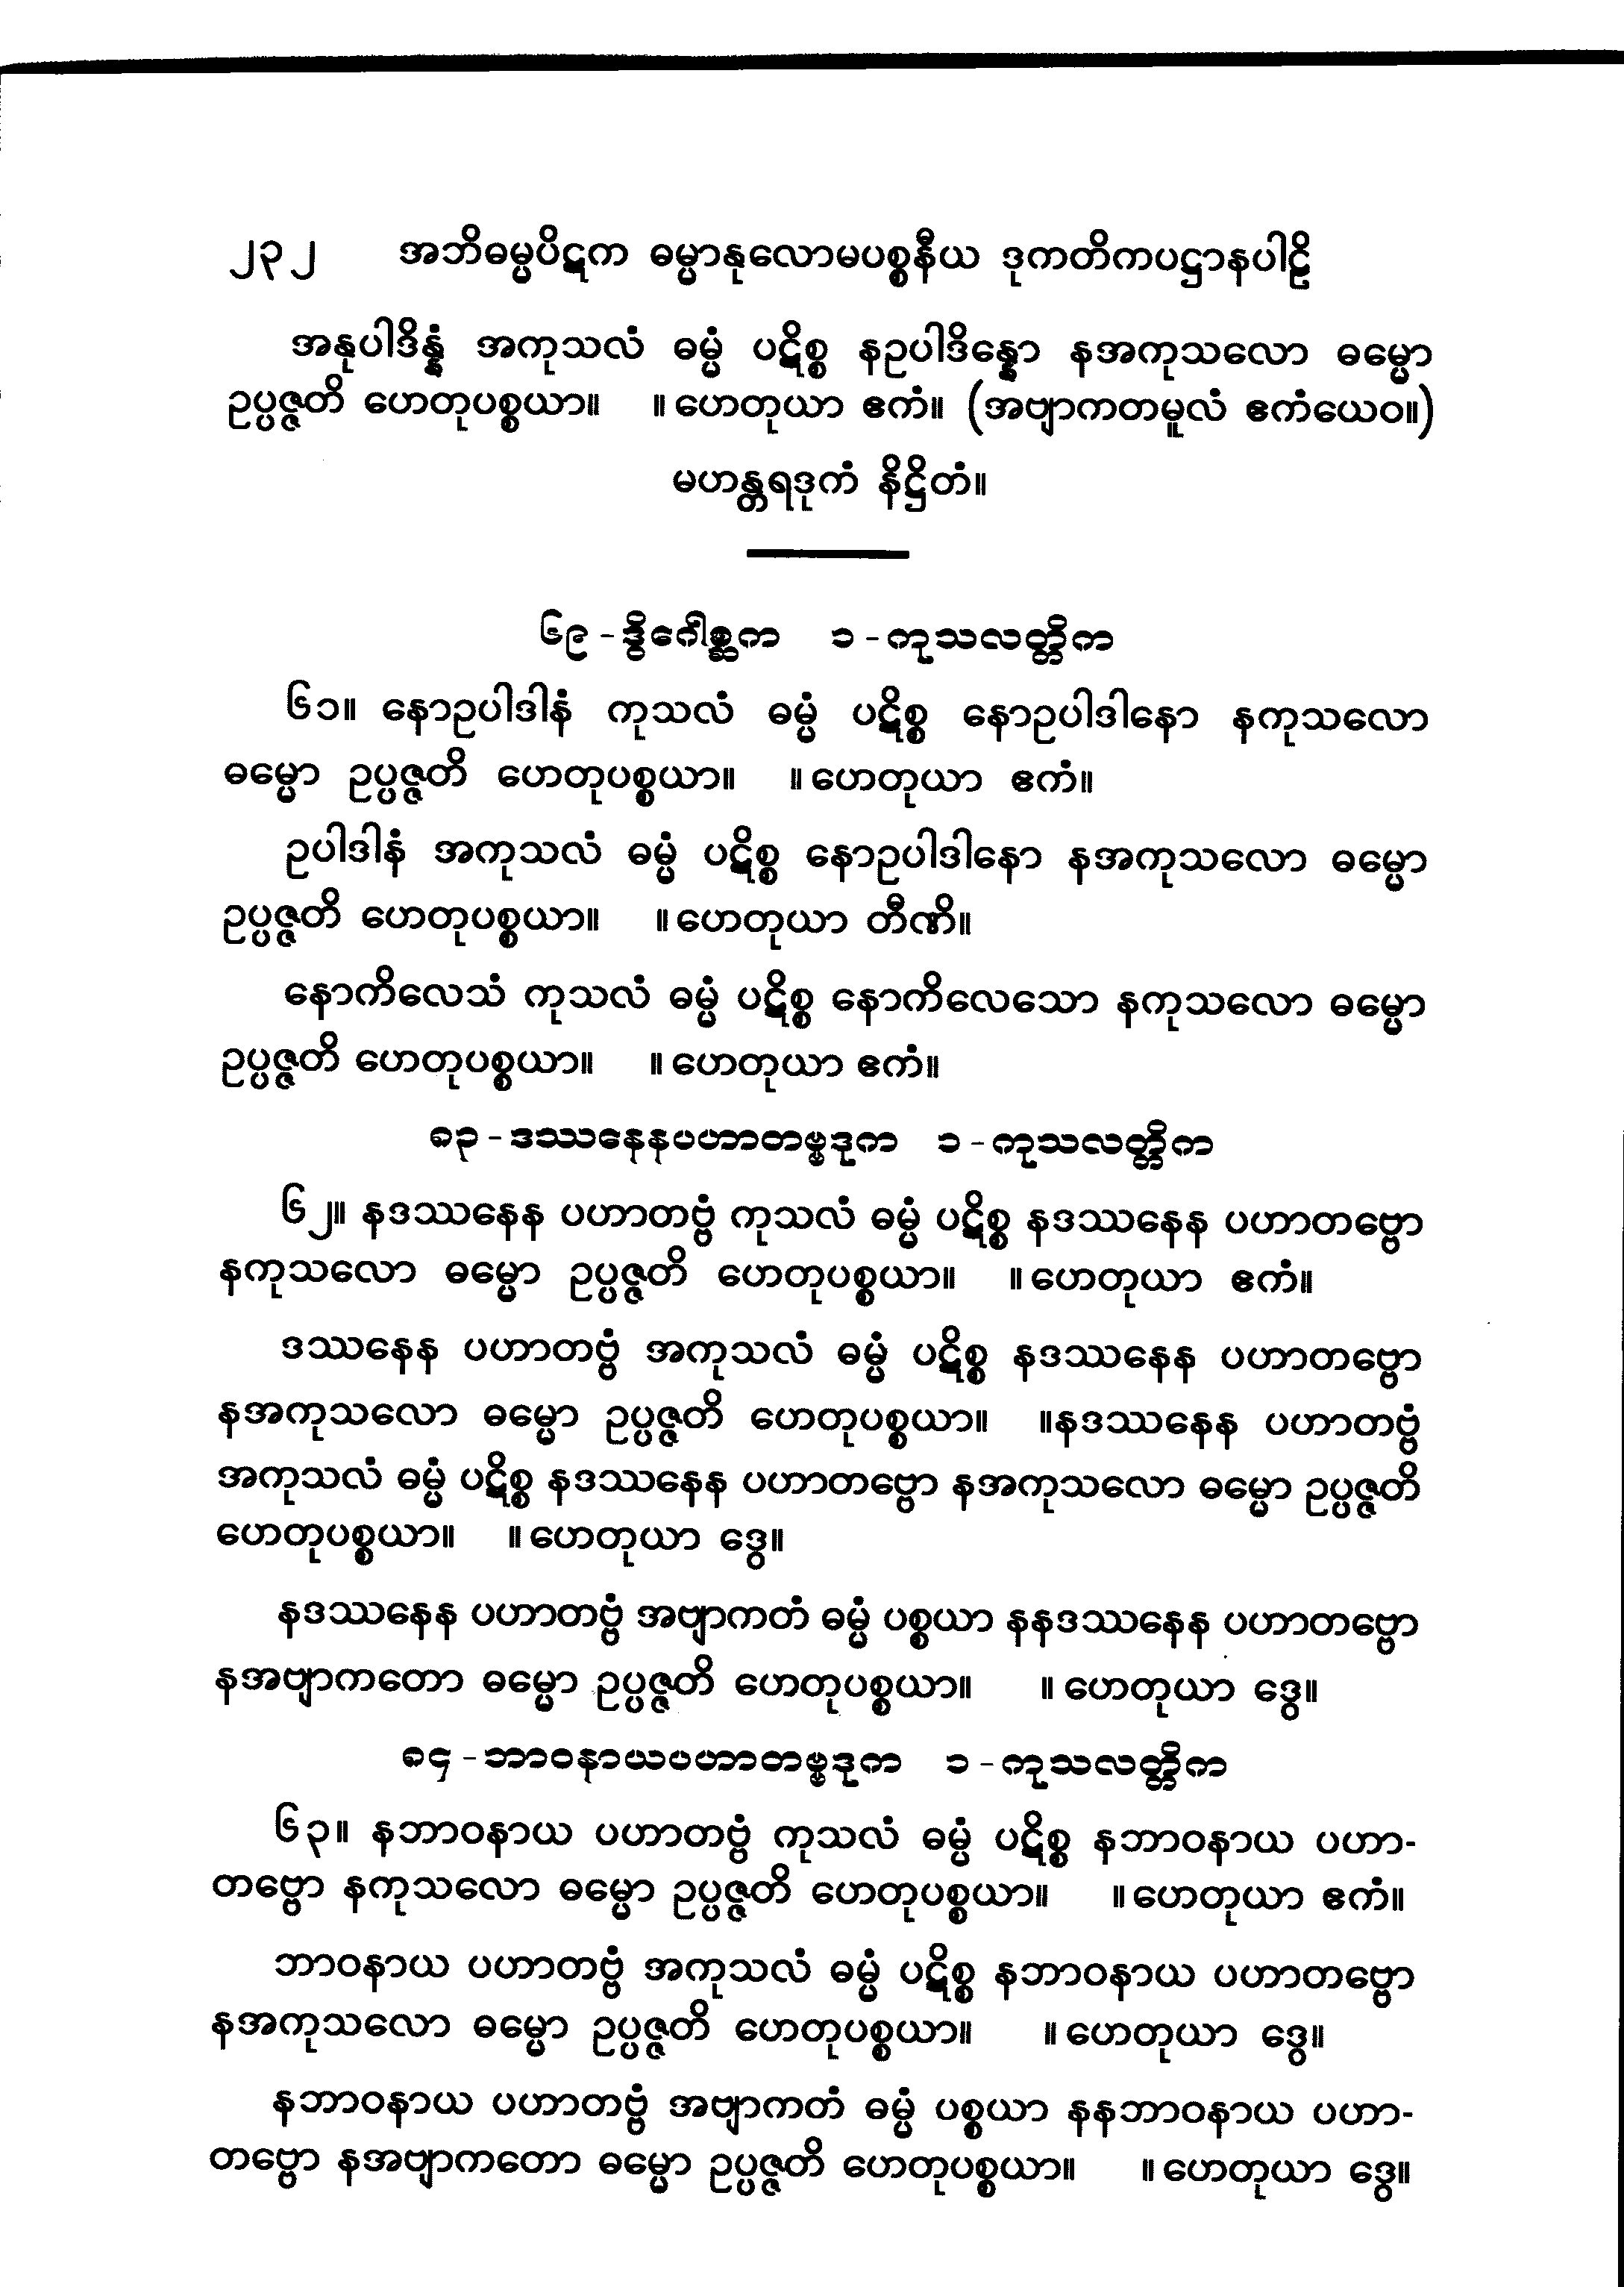 ၂၃၂ အဘိဓမ္မပိဋက ဓမ္မာနုလောမပစ္စနီယ ဒုကတိကပဋ္ဌာနပါဠိ
အနုပါဒိန္နံ အကုသလံ ဓမ္မံ ပဋိစ္စ နဥပါဒိန္နော နအကုသလော ဓမ္မော
ဥပ္ပဇ္ဇတိ ဟေတုပစ္စယာ။ ။ဟေတုယာ ဧကံ။ (အဗျာကတမူလံ ဧကံယေဝ။)
မဟန္တရဒုကံ နိဋ္ဌိတံ။
၆၉-ဒွိဂေါစ္ဆက ၁-ကုသလတ္တိက
၆၁။ နောဥပါဒါနံ ကုသလံ ဓမ္မံ ပဋိစ္စ နောဥပါဒါနော နကုသလော
ဓမ္မော ဥပ္ပဇ္ဇတိ ဟေတုပစ္စယာ။ ။ဟေတုယာ ဧကံ။
ဥပါဒါနံ အကုသလံ ဓမ္မံ ပဋိစ္စ နောဥပါဒါနော နအကုသလော ဓမ္မော
ဥပ္ပဇ္ဇတိ ဟေတုပစ္စယာ။ ။ဟေတုယာ တီဏိ။
နောကိလေသံ ကုသလံ ဓမ္မံ ပဋိစ္စ နောကိလေသော နကုသလော ဓမ္မော
ဥပ္ပဇ္ဇတိ ဟေတုပစ္စယာ။ ။ဟေတုယာ ဧကံ။
၈၃-ဒဿနေနပဟာတဗ္ဗဒုက ၁-ကုသလတ္တိက
၆၂။ နဒဿနေန ပဟာတဗ္ဗံ ကုသလံ ဓမ္မံ ပဋိစ္စ နဒဿနေန ပဟာတဗ္ဗော
နကုသလော ဓမ္မော ဥပ္ပဇ္ဇတိ ဟေတုပစ္စယာ။ ။ဟေတုယာ ဧကံ။
ဒဿနေန ပဟာတဗ္ဗံ အကုသလံ ဓမ္မံ ပဋိစ္စ နဒဿနေန ပဟာတဗ္ဗော
နအကုသလော ဓမ္မော ဥပ္ပဇ္ဇတိ ဟေတုပစ္စယာ။ ။နဒဿနေန ပဟာတဗ္ဗံ
အကုသလံ ဓမ္မံ ပဋိစ္စ နဒဿနေန ပဟာတဗ္ဗော နအကုသလော ဓမ္မော ဥပ္ပဇ္ဇတိ
ဟေတုပစ္စယာ။ ။ဟေတုယာ ဒွေ။
နဒဿနေန ပဟာတဗ္ဗံ အဗျာကတံ ဓမ္မံ ပစ္စယာ နနဒဿနေန ပဟာတဗ္ဗော
နအဗျာကတော ဓမ္မော ဥပ္ပဇ္ဇတိ ဟေတုပစ္စယာ။ ။ဟေတုယာ ဒွေ။
၈၄-ဘာဝနာယပဟာတဗ္ဗဒုက ၁-ကုသလတ္တိက
၆၃။ နဘာဝနာယ ပဟာတဗ္ဗံ ကုသလံ ဓမ္မံ ပဋိစ္စ နဘာဝနာယ ပဟာ-
တဗ္ဗော နကုသလော ဓမ္မော ဥပ္ပဇ္ဇတိ ဟေတုပစ္စယာ။ ။ဟေတုယာ ဧကံ။
ဘာဝနာယ ပဟာတဗ္ဗံ အကုသလံ ဓမ္မံ ပဋိစ္စ နဘာဝနာယ ပဟာတဗ္ဗော
နအကုသလော ဓမ္မော ဥပ္ပဇ္ဇတိ ဟေတုပစ္စယာ။ ။ဟေတုယာ ဒွေ။
နဘာဝနာယ ပဟာတဗ္ဗံ အဗျာကတံ ဓမ္မံ ပစ္စယာ နနဘာဝနာယ ပဟာ-
တဗ္ဗော နအဗျာကတော ဓမ္မော ဥပ္ပဇ္ဇတိ ဟေတုပစ္စယာ။ ။ဟေတုယာ ဒွေ။